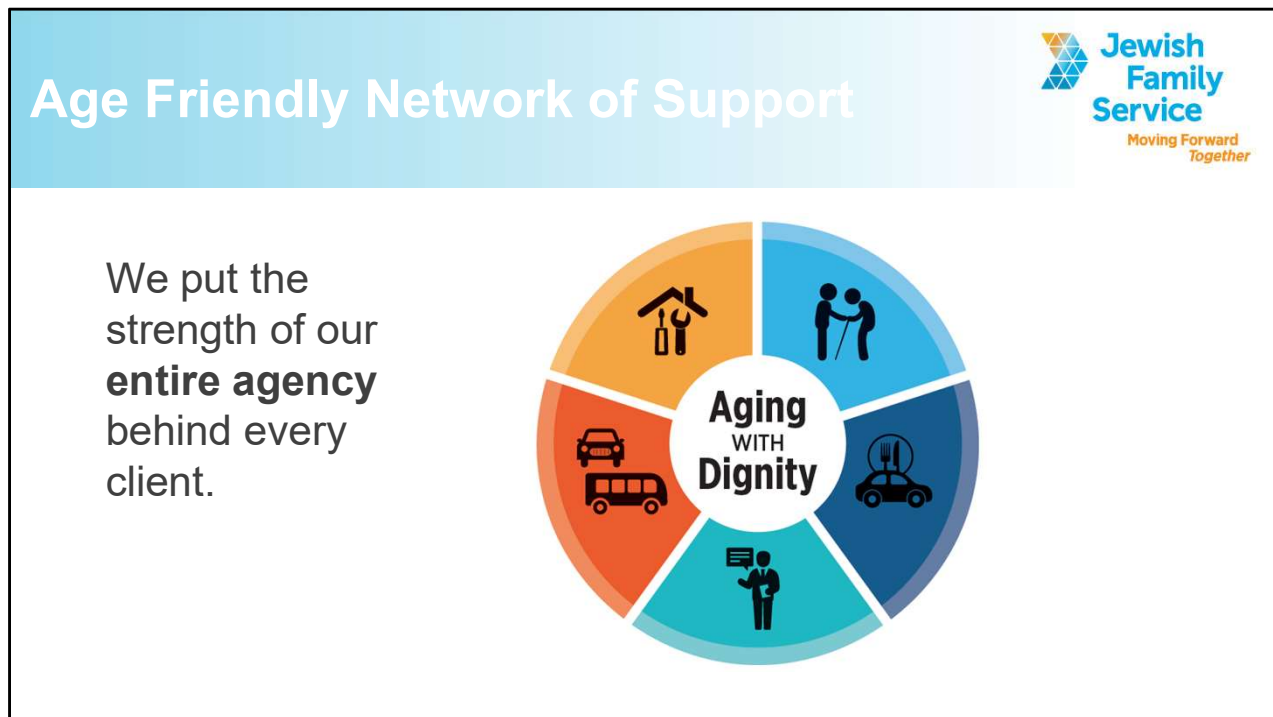 Age Friendly Network of Support
Jewish
Family
Service
Moving Forward
Together
We put the
strength of our
entire agency
behind every
client.
Aging
WITH
Dignity